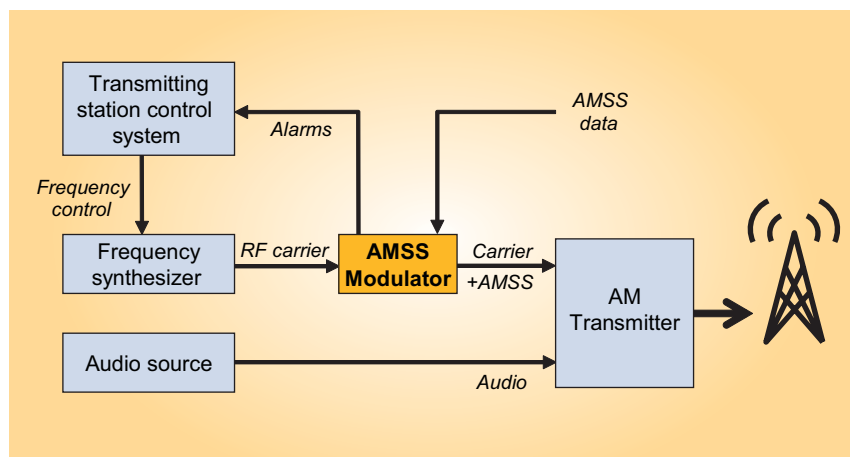 Transmitting
station control
system
Alarms
AMSS
data
Frequency
control
Frequency
synthesizer
RF carrier
AMSS
Modulator
Carrier
+AMSS
AM
Transmitter
Audio source
Audio